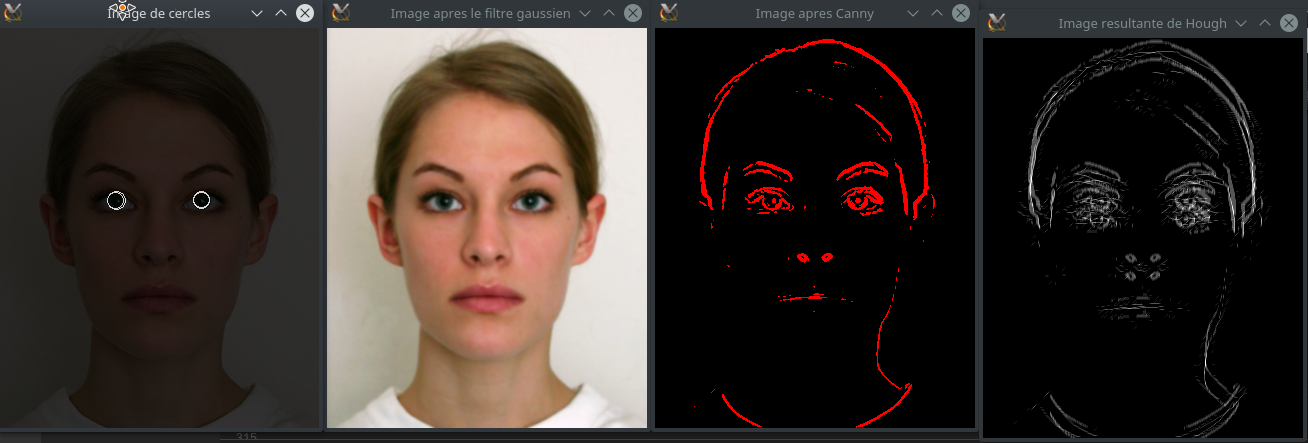 Image de cercles
Image apres le filtre gaussien
Image apres Canny
Image resultante de Hough
315